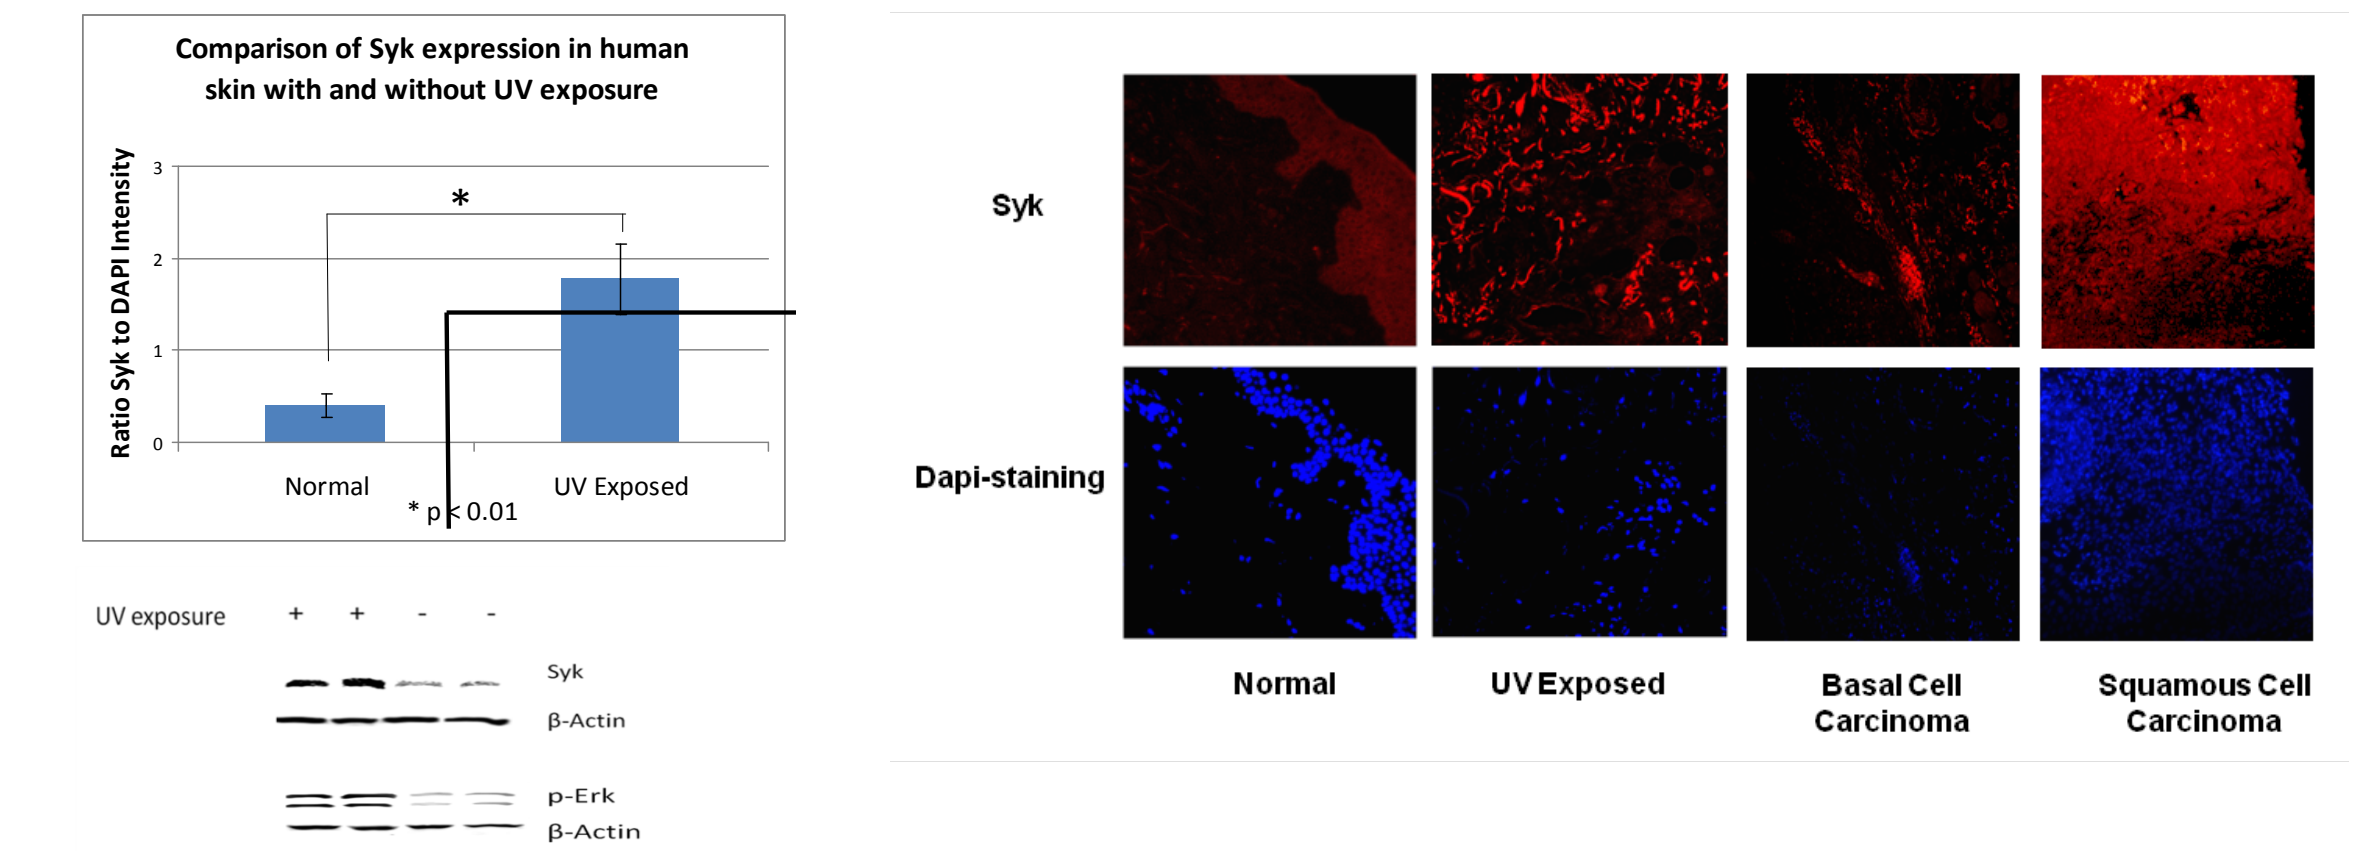 Comparison of Syk expression in human
skin with and without UV exposure
Ratio Syk to DAPI Intensity
3
2
1
0
*
Normal
UV Exposed
* p < 0.01
UV exposure + + - -
Syk
β-Actin
p-Erk
β-Actin
Syk
Dapi-staining
Normal
UV Exposed
Basal Cell
Carcinoma
Squamous Cell
Carcinoma